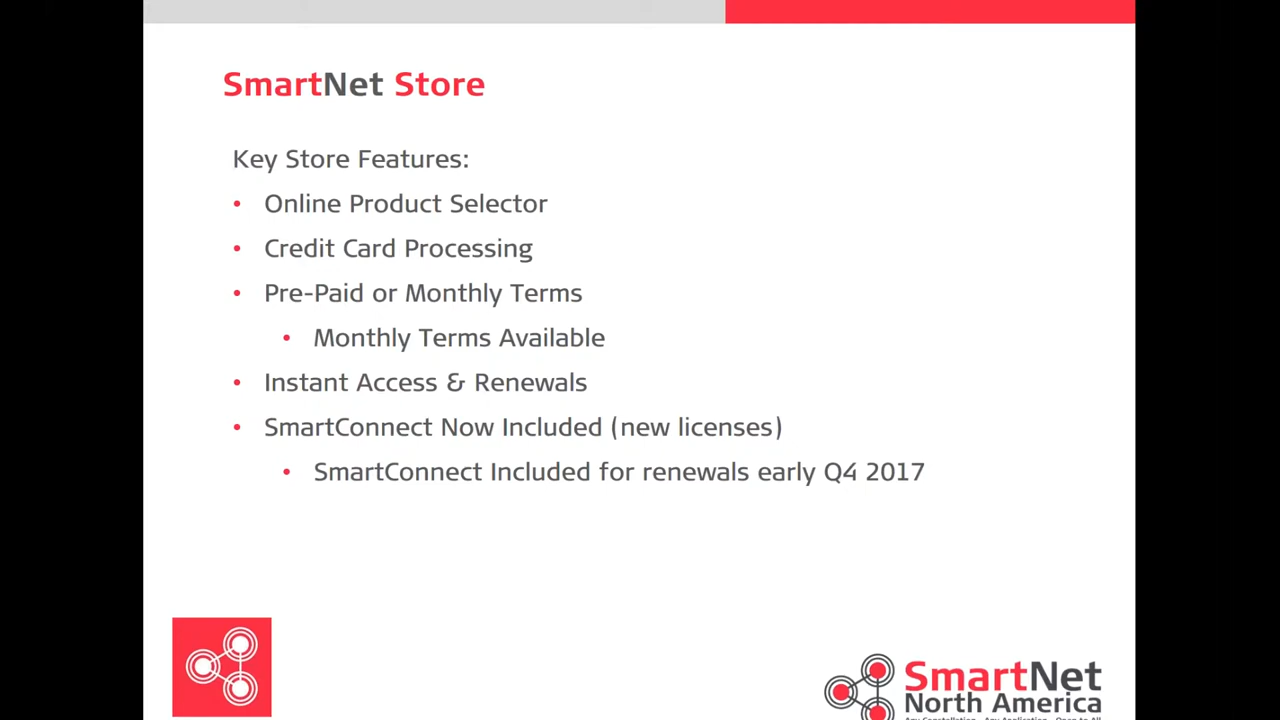 SmartNet Store
Key Store Features:
• Online Product Selector
• Credit Card Processing
• Pre-Paid or Monthly Terms
• Monthly Terms Available
• Instant Access & Renewals
• SmartConnect Now Included (new licenses)
• SmartConnect Included for renewals early Q4 2017
SmartNet
North America